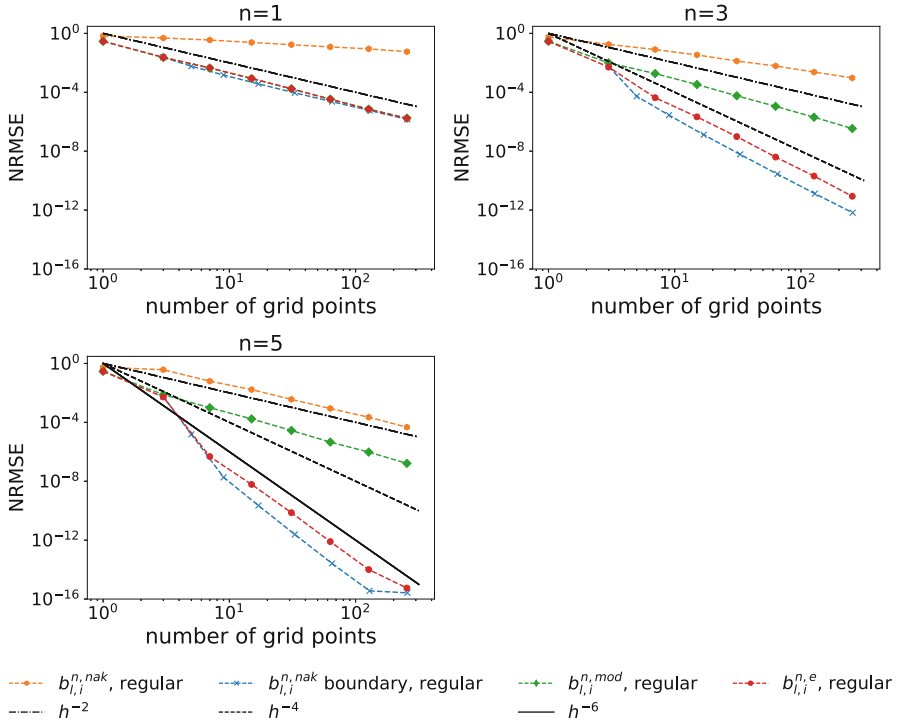 n=1
n=3
NRMSE
10^0
10^-4
10^-8
10^-12
10^-16
10^0 10^1 10^2
number of grid points
NRMSE
10^0
10^-4
10^-8
10^-12
10^-16
10^0 10^1 10^2
number of grid points
n=5
NRMSE
10^0
10^-4
10^-8
10^-12
10^-16
10^0 10^1 10^2
number of grid points
b_{l,i}^{n,nak}, regular b_{l,i}^{n,nak} boundary, regular b_{l,i}^{n,mod}, regular b_{l,i}^{n,e}, regular
h^{-2} h^{-4} h^{-6}